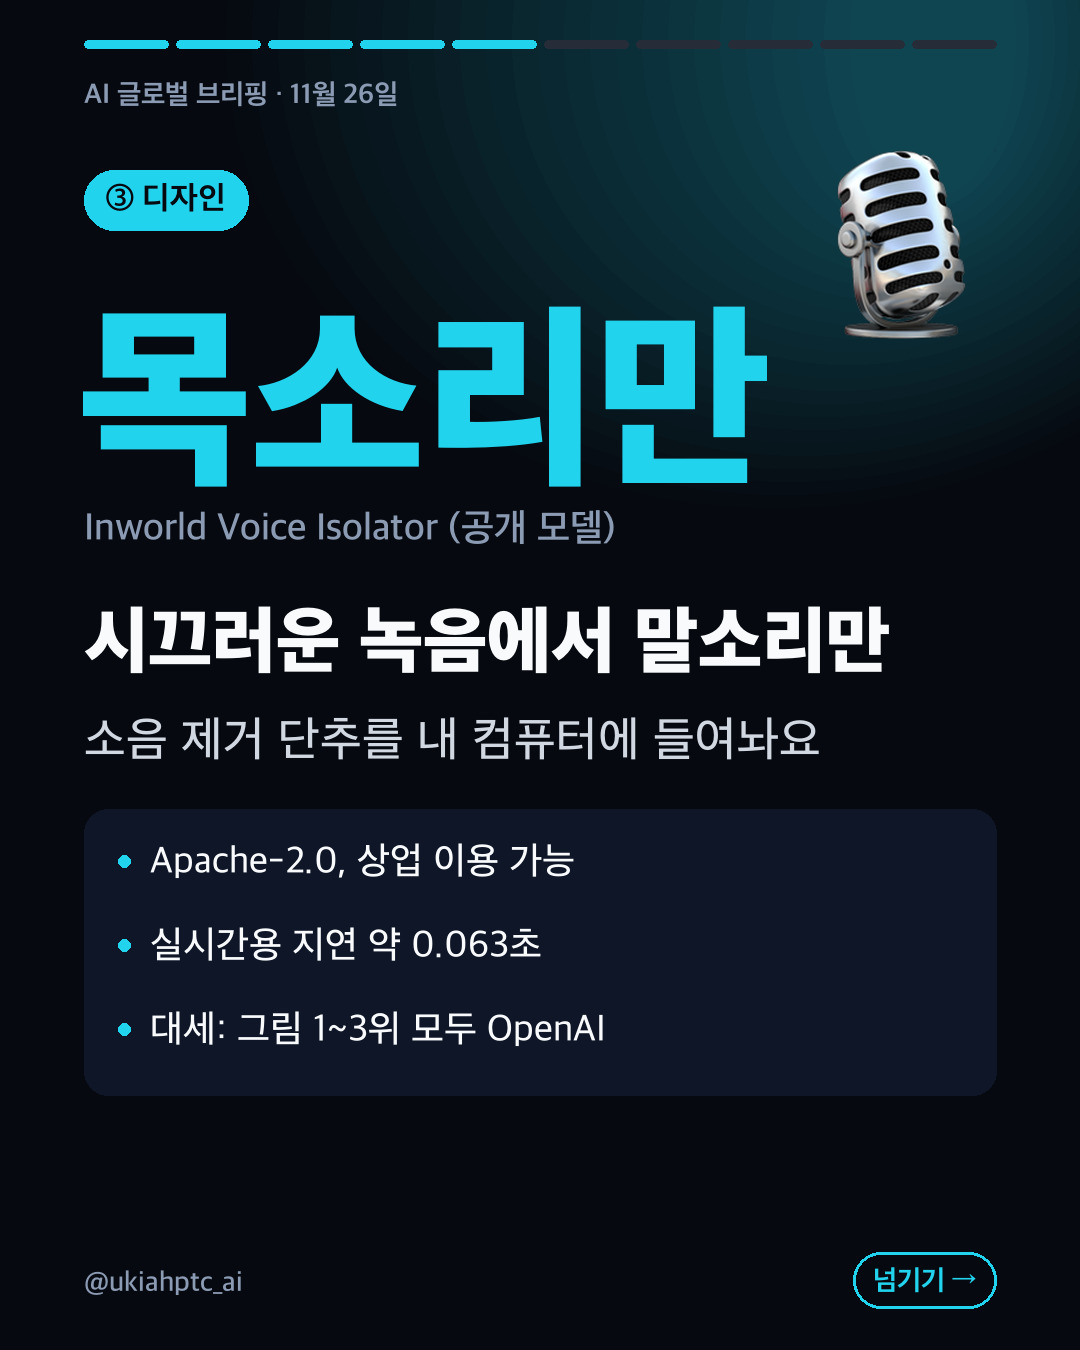 AI 글로벌 브리핑 · 11월 26일
③ 디자인
목소리만
Inworld Voice Isolator (공개 모델)
시끄러운 녹음에서 말소리만
소음 제거 단추를 내 컴퓨터에 들여놔요
• Apache-2.0, 상업 이용 가능
• 실시간용 지연 약 0.063초
• 대세: 그림 1~3위 모두 OpenAI
@ukiahptc_ai
넘기기 →